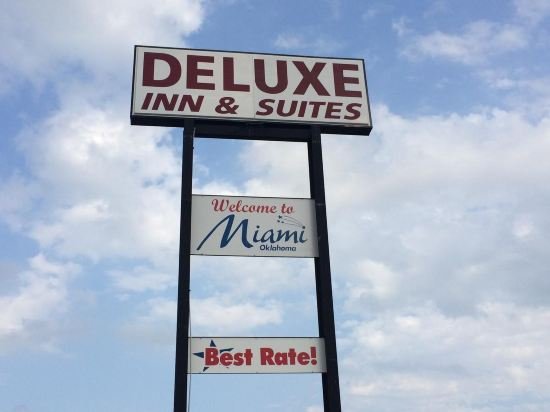 DELUXE
INN & SUITES
Welcome to
Miami
Oklahoma
Best Rate!